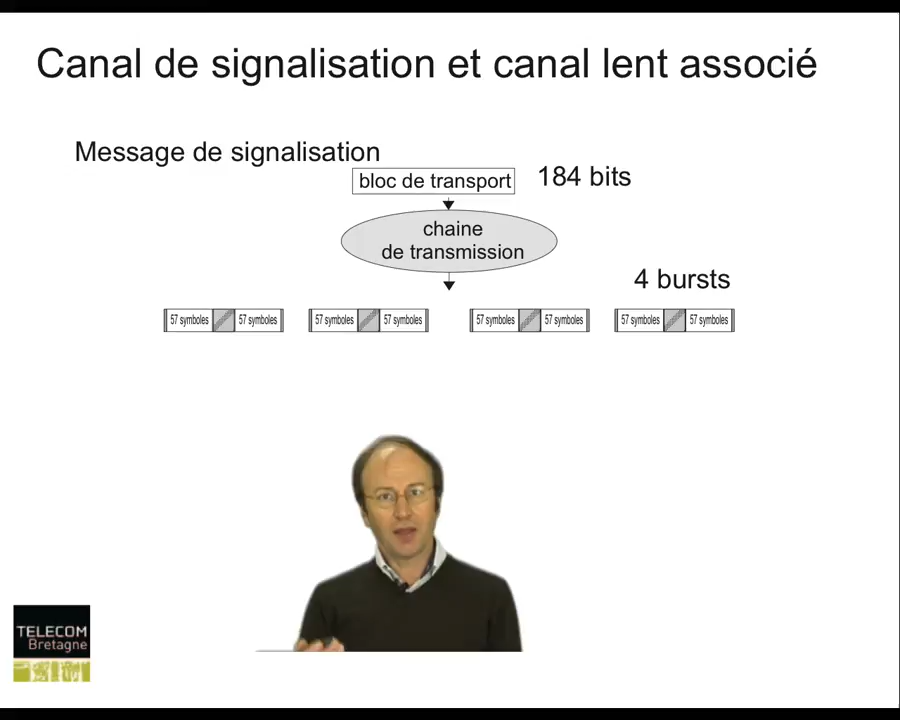 Canal de signalisation et canal lent associé
Message de signalisation
bloc de transport
184 bits
chaine
de transmission
4 bursts
57 symboles 57 symboles 57 symboles 57 symboles 57 symboles 57 symboles 57 symboles 57 symboles
TELECOM
Bretagne